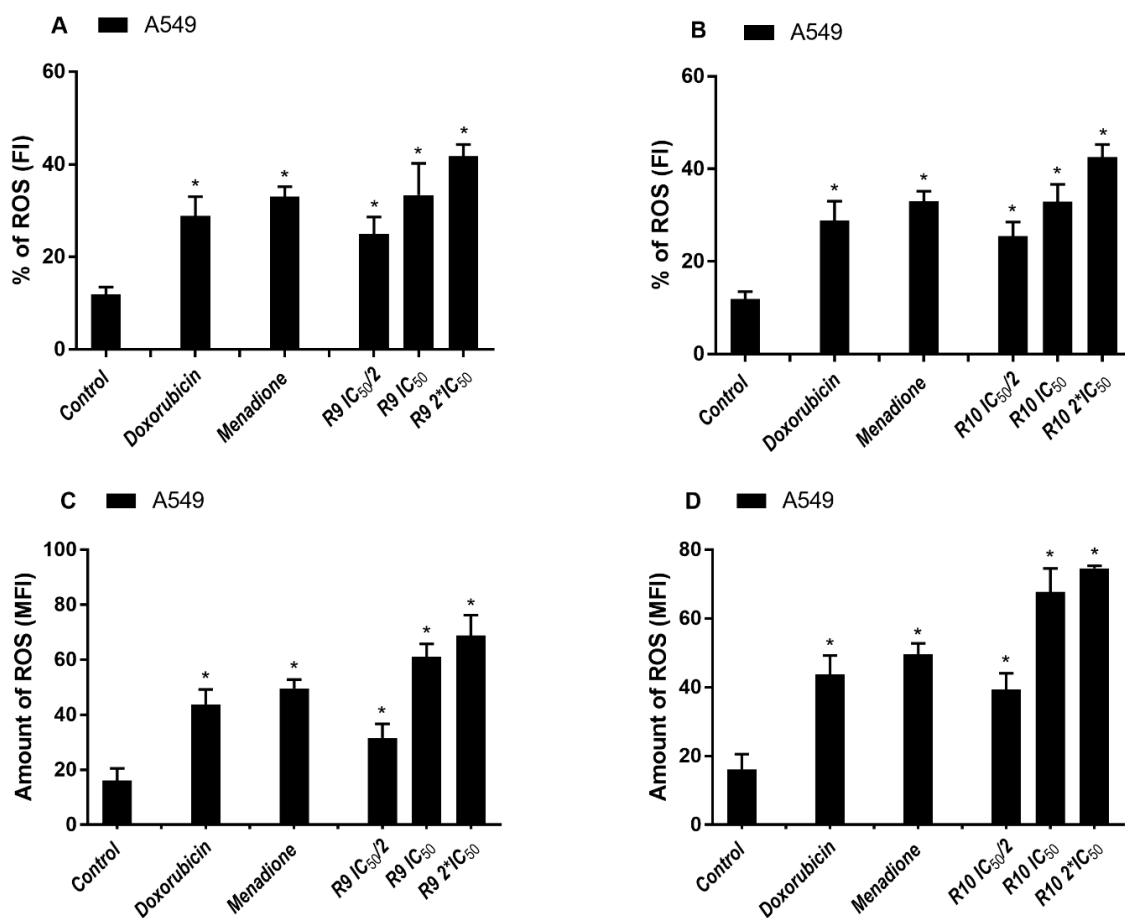 A A549
% of ROS (FI)
60
40
20
0
* * * * *
Control Doxorubicin Menadione R9 IC₅₀/2 R9 IC₅₀ R9 2*IC₅₀
B A549
% of ROS (FI)
60
40
20
0
* * * * *
Control Doxorubicin Menadione R10 IC₅₀/2 R10 IC₅₀ R10 2*IC₅₀
C A549
Amount of ROS (MFI)
100
80
60
40
20
0
* * * * *
Control Doxorubicin Menadione R9 IC₅₀/2 R9 IC₅₀ R9 2*IC₅₀
D A549
Amount of ROS (MFI)
80
60
40
20
0
* * * * *
Control Doxorubicin Menadione R10 IC₅₀/2 R10 IC₅₀ R10 2*IC₅₀